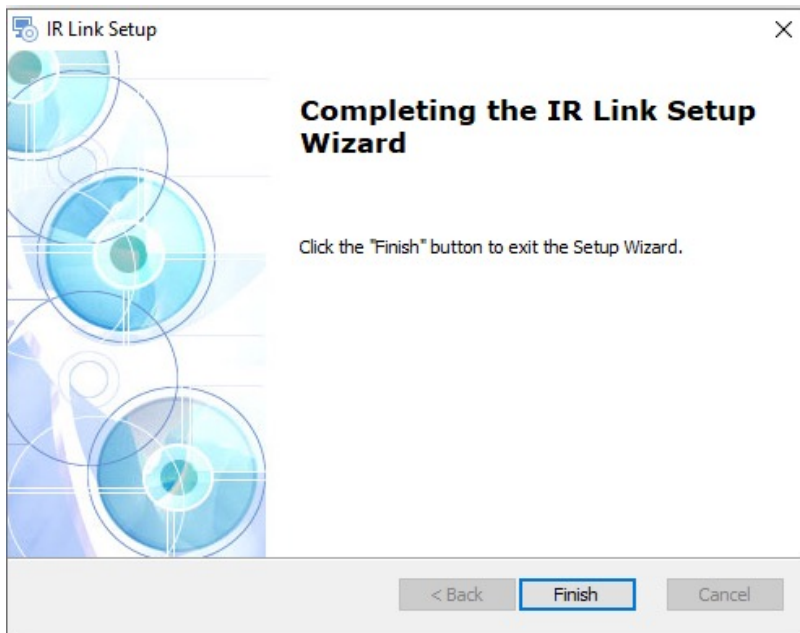 IR Link Setup
Completing the IR Link Setup
Wizard
Click the "Finish" button to exit the Setup Wizard.
< Back
Finish
Cancel